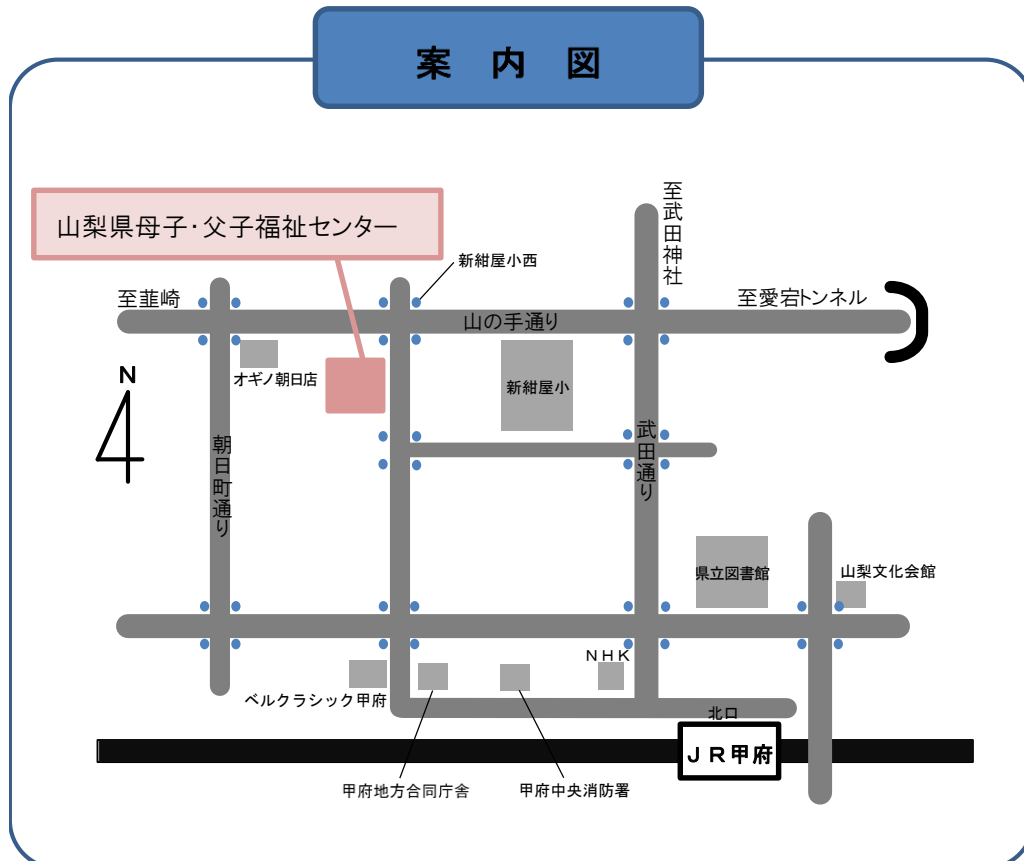 案 内 図
至武田神社
山梨県母子・父子福祉センター
新紺屋小西
至韮崎
至愛宕トンネル
山の手通り
オギノ朝日店
新紺屋小
N
朝日町通り
武田通り
県立図書館
山梨文化会館
NHK
ベルクラシック甲府
北口
JR甲府
甲府地方合同庁舎
甲府中央消防署